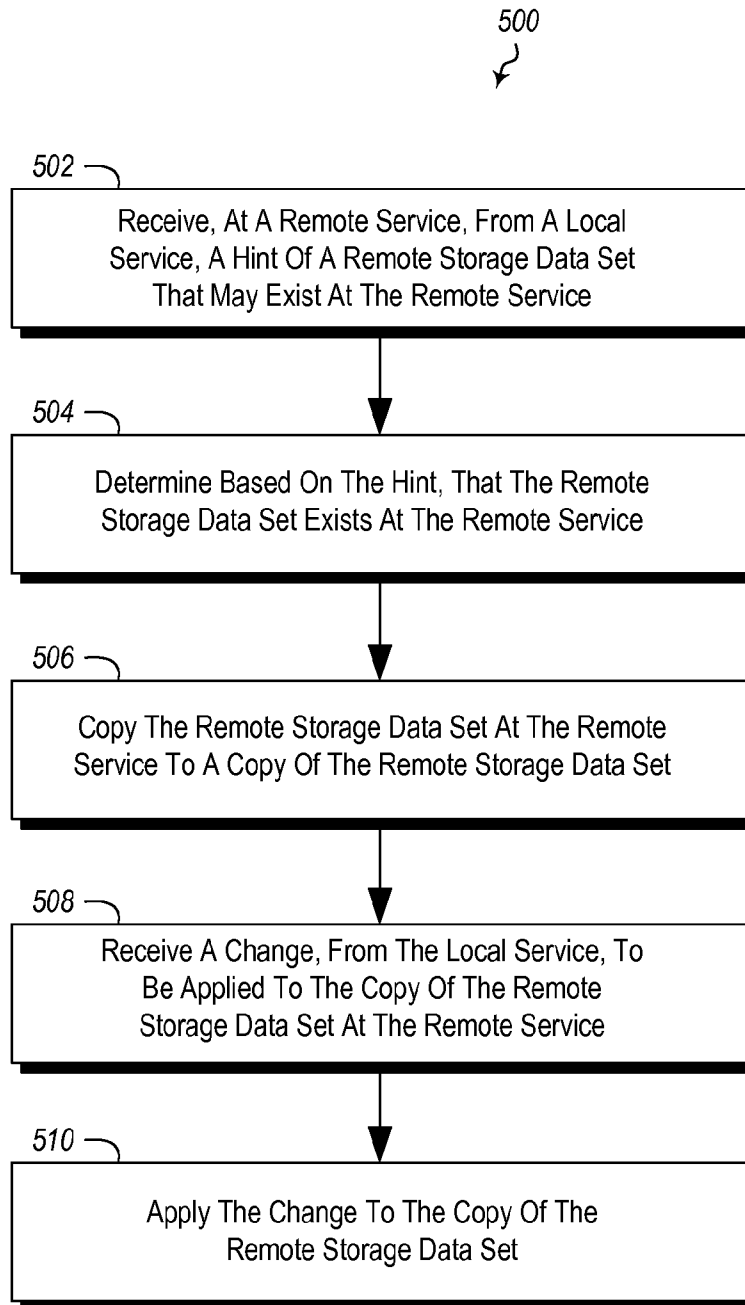 500
502
Receive, At A Remote Service, From A Local
Service, A Hint Of A Remote Storage Data Set
That May Exist At The Remote Service
504
Determine Based On The Hint, That The Remote
Storage Data Set Exists At The Remote Service
506
Copy The Remote Storage Data Set At The Remote
Service To A Copy Of The Remote Storage Data Set
508
Receive A Change, From The Local Service, To
Be Applied To The Copy Of The Remote
Storage Data Set At The Remote Service
510
Apply The Change To The Copy Of The
Remote Storage Data Set